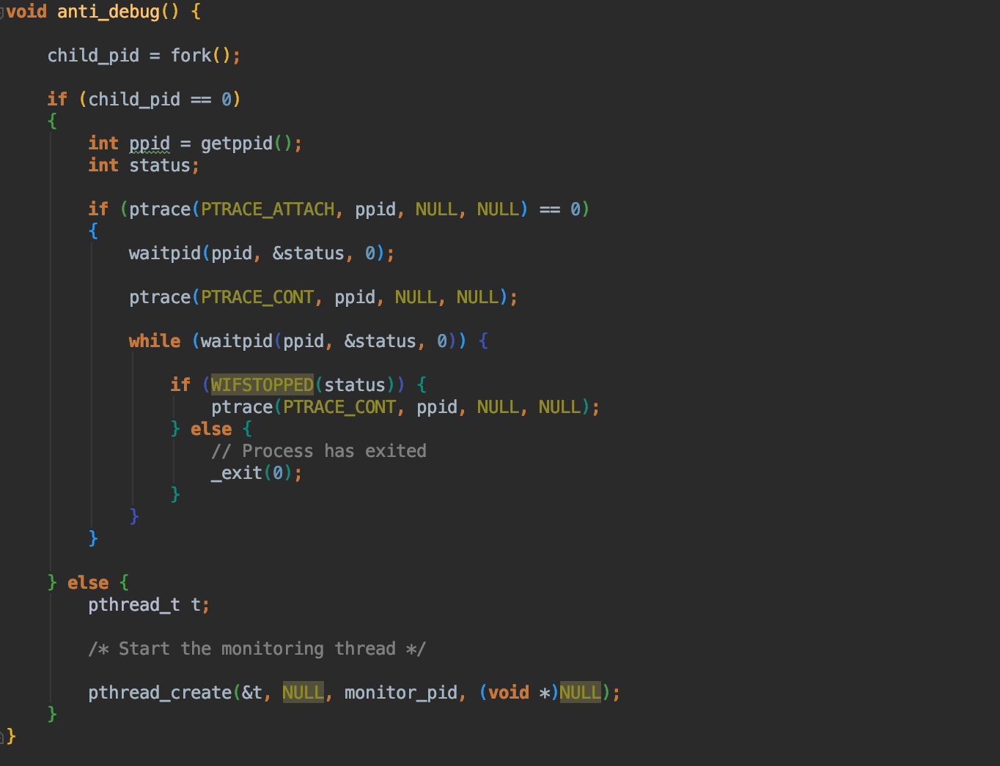 void anti_debug() {
child_pid = fork();
if (child_pid == 0)
{
int ppid = getppid();
int status;
if (ptrace(PTRACE_ATTACH, ppid, NULL, NULL) == 0)
{
waitpid(ppid, &status, 0);
ptrace(PTRACE_CONT, ppid, NULL, NULL);
while (waitpid(ppid, &status, 0)) {
if (WIFSTOPPED(status)) {
ptrace(PTRACE_CONT, ppid, NULL, NULL);
} else {
// Process has exited
_exit(0);
}
}
}
} else {
pthread_t t;
/* Start the monitoring thread */
pthread_create(&t, NULL, monitor_pid, (void *)NULL);
}
}